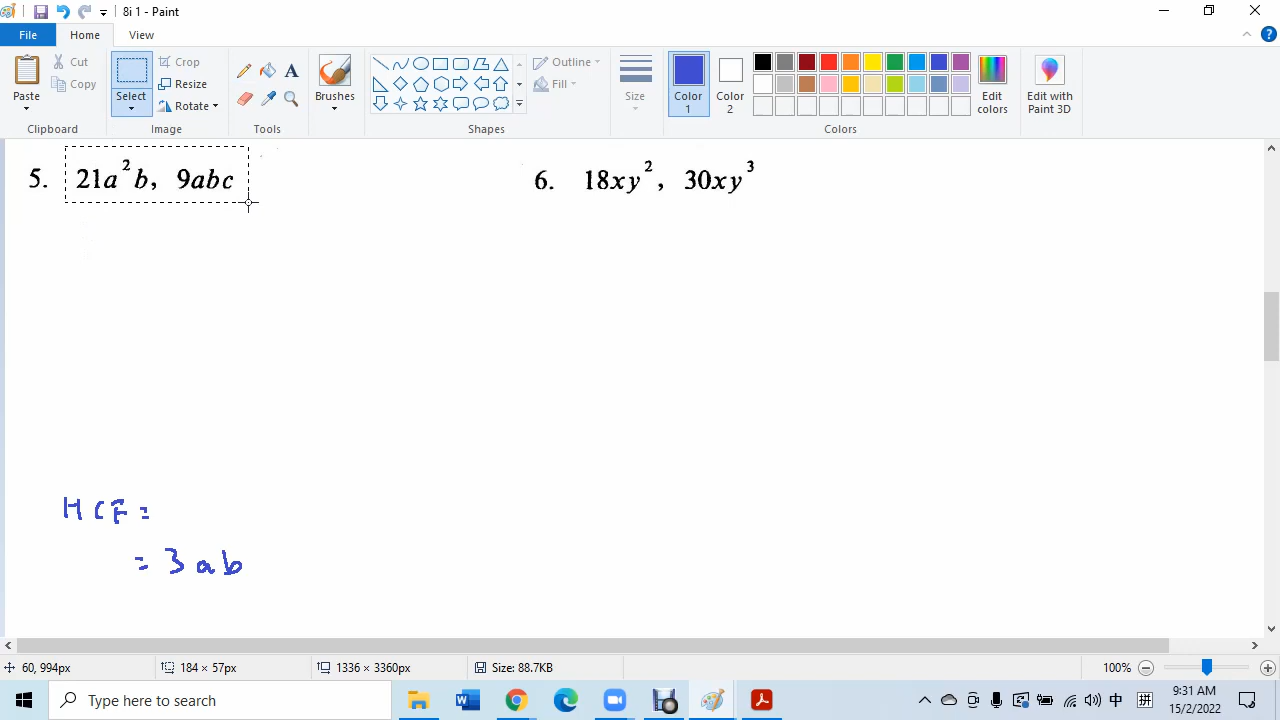 8i 1 - Paint
File Home View
Paste
Select
Cut
Copy
Crop
Resize
Rotate
A
Brushes
Outline
Fill
Size
Color 1
Color 2
Edit colors
Edit with Paint 3D
Clipboard Image Tools Shapes Colors
5. 21a²b, 9abc 6. 18xy², 30xy³
HCF =
= 3ab
60, 994px 184 × 57px 1336 × 3360px Size: 88.7KB 100%
Type here to search
中 拼
9:31 AM
15/2/2022